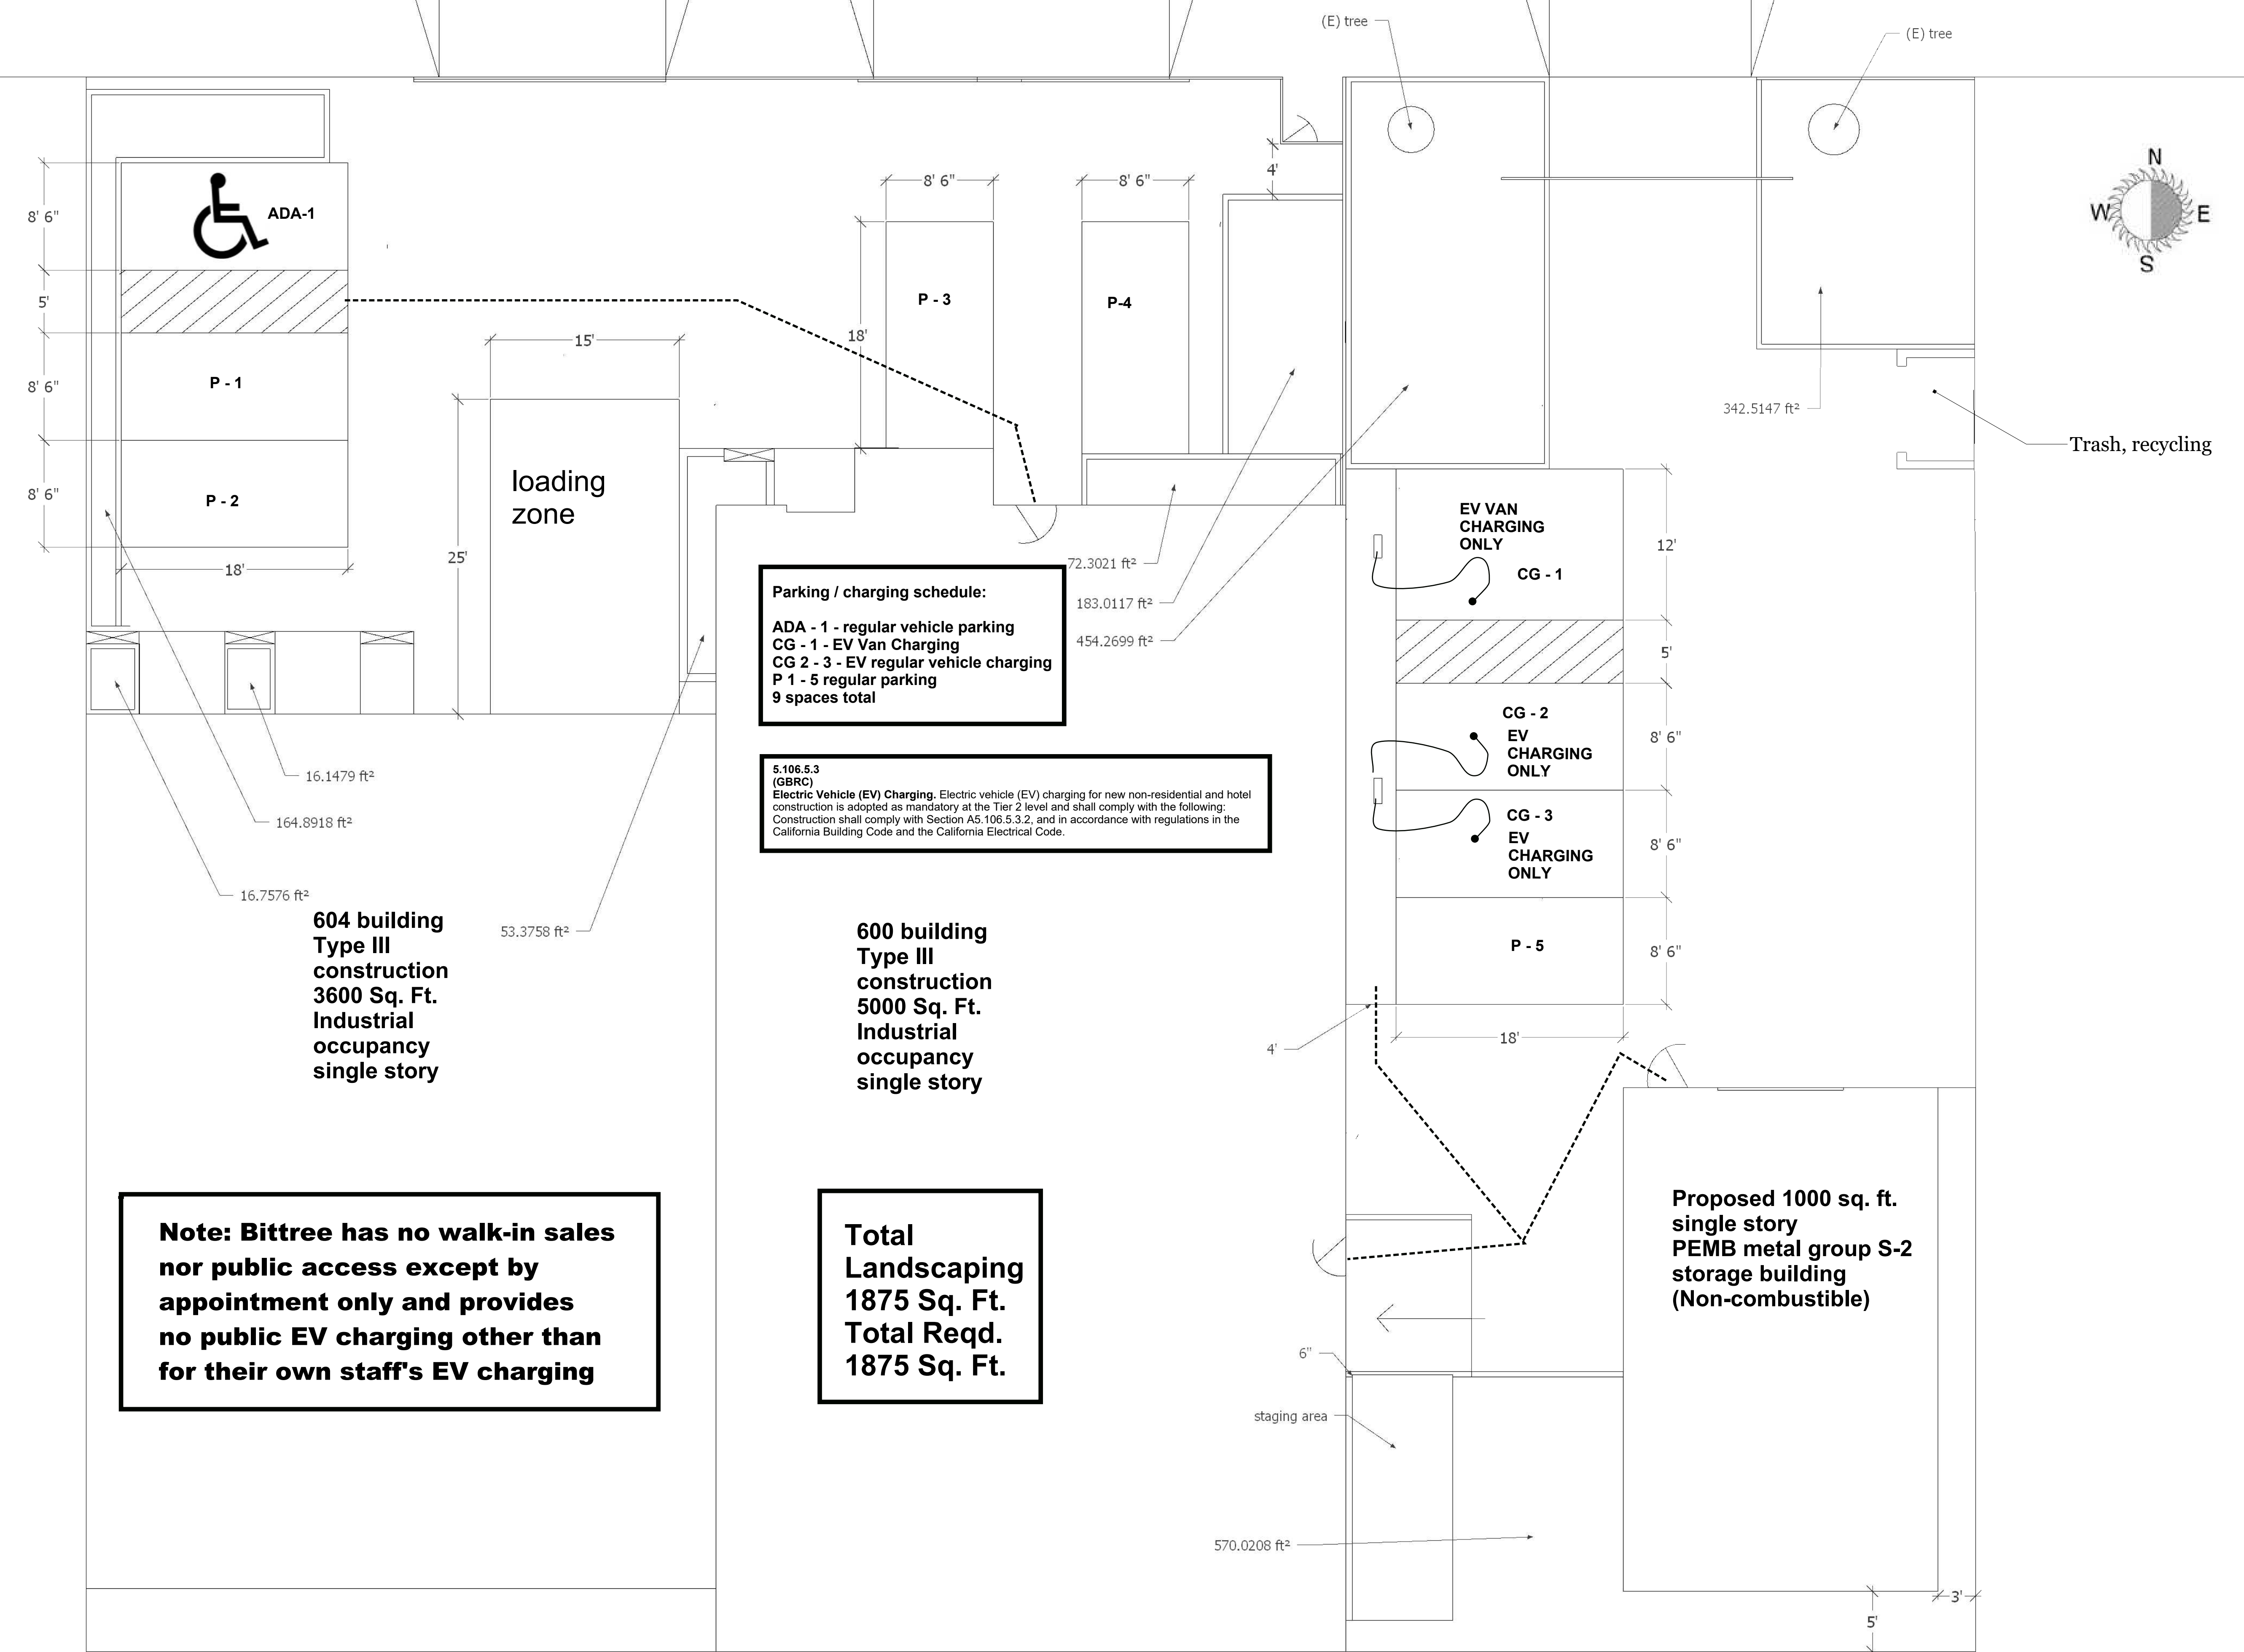 (E) tree
(E) tree
N
W
E
S
8' 6"
5'
8' 6"
8' 6"
ADA-1
P - 1
P - 2
18'
15'
25'
loading
zone
8' 6"
18'
P - 3
8' 6"
P-4
4'
342.5147 ft²
Trash, recycling
72.3021 ft²
183.0117 ft²
454.2699 ft²
Parking / charging schedule:
ADA - 1 - regular vehicle parking
CG - 1 - EV Van Charging
CG 2 - 3 - EV regular vehicle charging
P 1 - 5 regular parking
9 spaces total
5.106.5.3
(GBRC)
Electric Vehicle (EV) Charging. Electric vehicle (EV) charging for new non-residential and hotel
construction is adopted as mandatory at the Tier 2 level and shall comply with the following:
Construction shall comply with Section A5.106.5.3.2, and in accordance with regulations in the
California Building Code and the California Electrical Code.
EV VAN
CHARGING
ONLY
CG - 1
12'
5'
CG - 2
EV
CHARGING
ONLY
8' 6"
CG - 3
EV
CHARGING
ONLY
8' 6"
P - 5
8' 6"
18'
4'
16.1479 ft²
164.8918 ft²
16.7576 ft²
53.3758 ft²
604 building
Type III
construction
3600 Sq. Ft.
Industrial
occupancy
single story
600 building
Type III
construction
5000 Sq. Ft.
Industrial
occupancy
single story
Note: Bittree has no walk-in sales
nor public access except by
appointment only and provides
no public EV charging other than
for their own staff's EV charging
Total
Landscaping
1875 Sq. Ft.
Total Reqd.
1875 Sq. Ft.
Proposed 1000 sq. ft.
single story
PEMB metal group S-2
storage building
(Non-combustible)
6"
staging area
570.0208 ft²
3'
5'